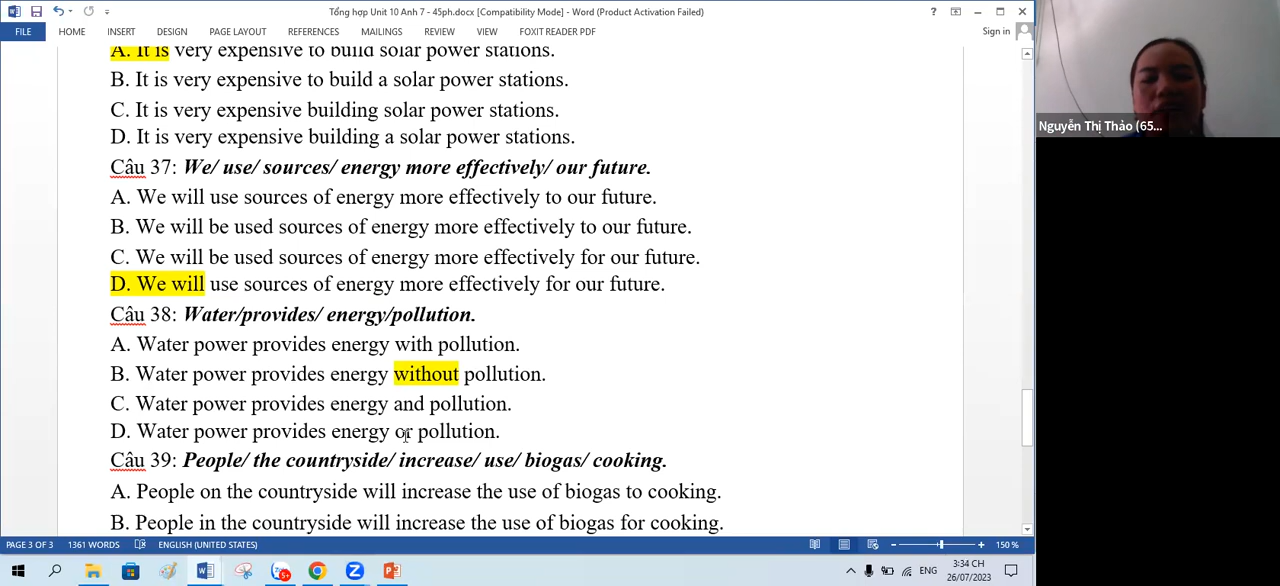 Tổng hợp Unit 10 Anh 7 - 45ph.docx [Compatibility Mode] - Word (Product Activation Failed)
FILE HOME INSERT DESIGN PAGE LAYOUT REFERENCES MAILINGS REVIEW VIEW FOXIT READER PDF Sign in
A. It is very expensive to build solar power stations.
B. It is very expensive to build a solar power stations.
C. It is very expensive building solar power stations.
D. It is very expensive building a solar power stations.
Câu 37: We/ use/ sources/ energy more effectively/ our future.
A. We will use sources of energy more effectively to our future.
B. We will be used sources of energy more effectively to our future.
C. We will be used sources of energy more effectively for our future.
D. We will use sources of energy more effectively for our future.
Câu 38: Water/provides/ energy/pollution.
A. Water power provides energy with pollution.
B. Water power provides energy without pollution.
C. Water power provides energy and pollution.
D. Water power provides energy or pollution.
Câu 39: People/ the countryside/ increase/ use/ biogas/ cooking.
A. People on the countryside will increase the use of biogas to cooking.
B. People in the countryside will increase the use of biogas for cooking.
Nguyễn Thị Thảo (65...
PAGE 3 OF 3 1361 WORDS ENGLISH (UNITED STATES) 150 %
ENG 3:34 CH
26/07/2023